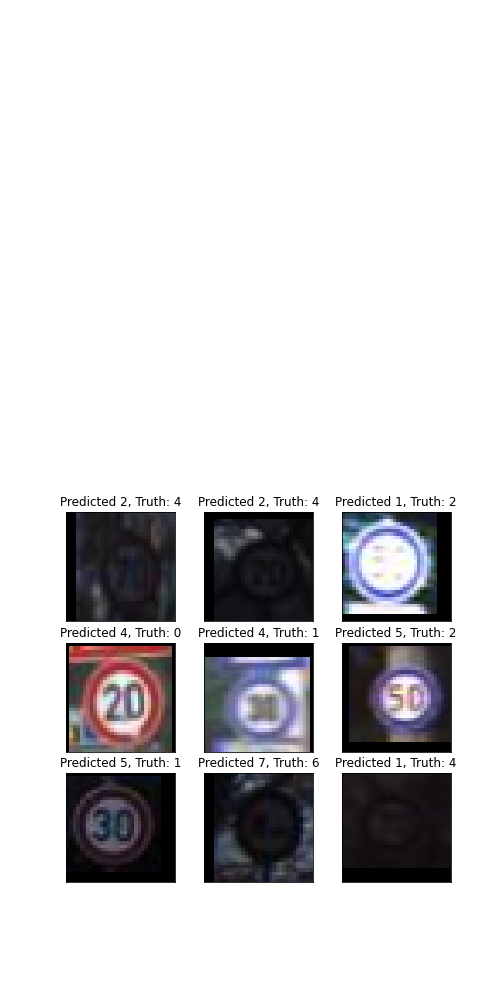 Predicted 2, Truth: 4 Predicted 2, Truth: 4 Predicted 1, Truth: 2
Predicted 4, Truth: 0 Predicted 4, Truth: 1 Predicted 5, Truth: 2
20 50
Predicted 5, Truth: 1 Predicted 7, Truth: 6 Predicted 1, Truth: 4
30